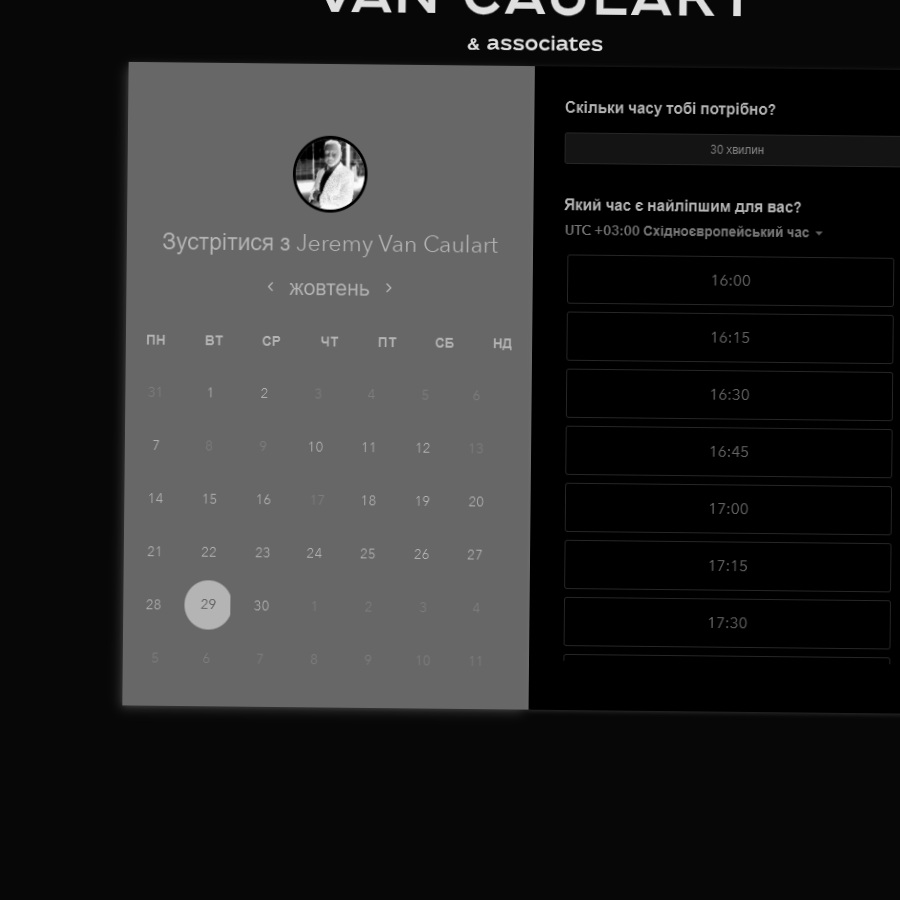 VAN CAULART
& associates
Зустрітися з Jeremy Van Caulart
‹ жовтень ›
ПН ВТ СР ЧТ ПТ СБ НД
31 1 2 3 4 5 6
7 8 9 10 11 12 13
14 15 16 17 18 19 20
21 22 23 24 25 26 27
28 29 30 1 2 3 4
5 6 7 8 9 10 11
Скільки часу тобі потрібно?
30 хвилин
Який час є найліпшим для вас?
UTC +03:00 Східноєвропейський час
16:00
16:15
16:30
16:45
17:00
17:15
17:30